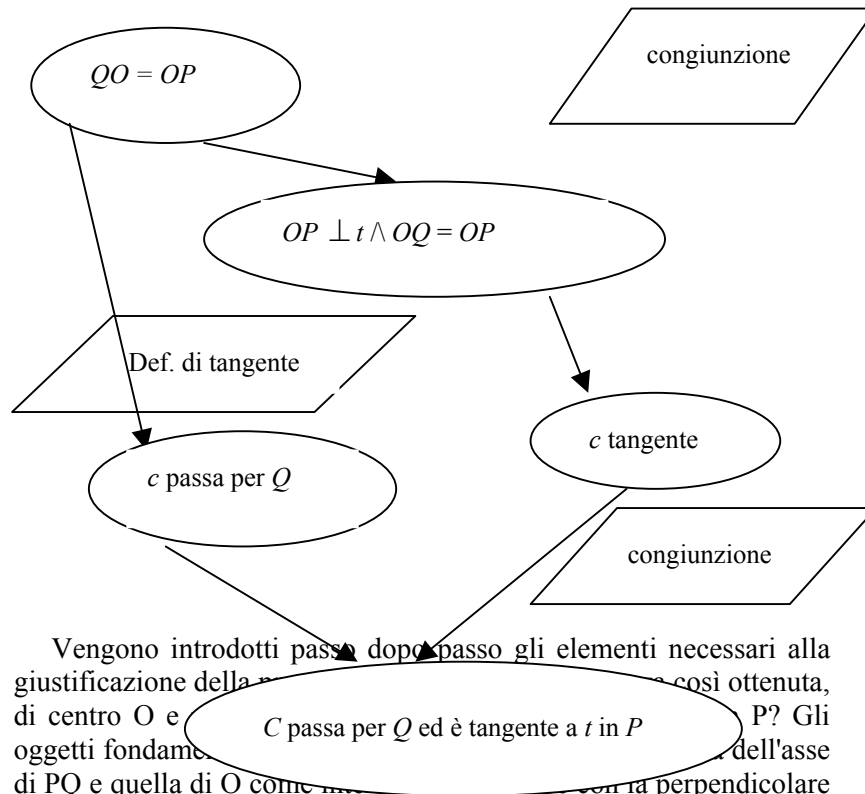 congiunzione
QO = OP
OP ⊥ t ∧ OQ = OP
Def. di tangente
c tangente
c passa per Q
congiunzione
Vengono introdotti passo dopo passo gli elementi necessari alla
giustificazione della così ottenuta,
di centro O e P? Gli
oggetti dell'asse
C passa per Q ed è tangente a t in P
di PQ e quella di O come con la perpendicolare